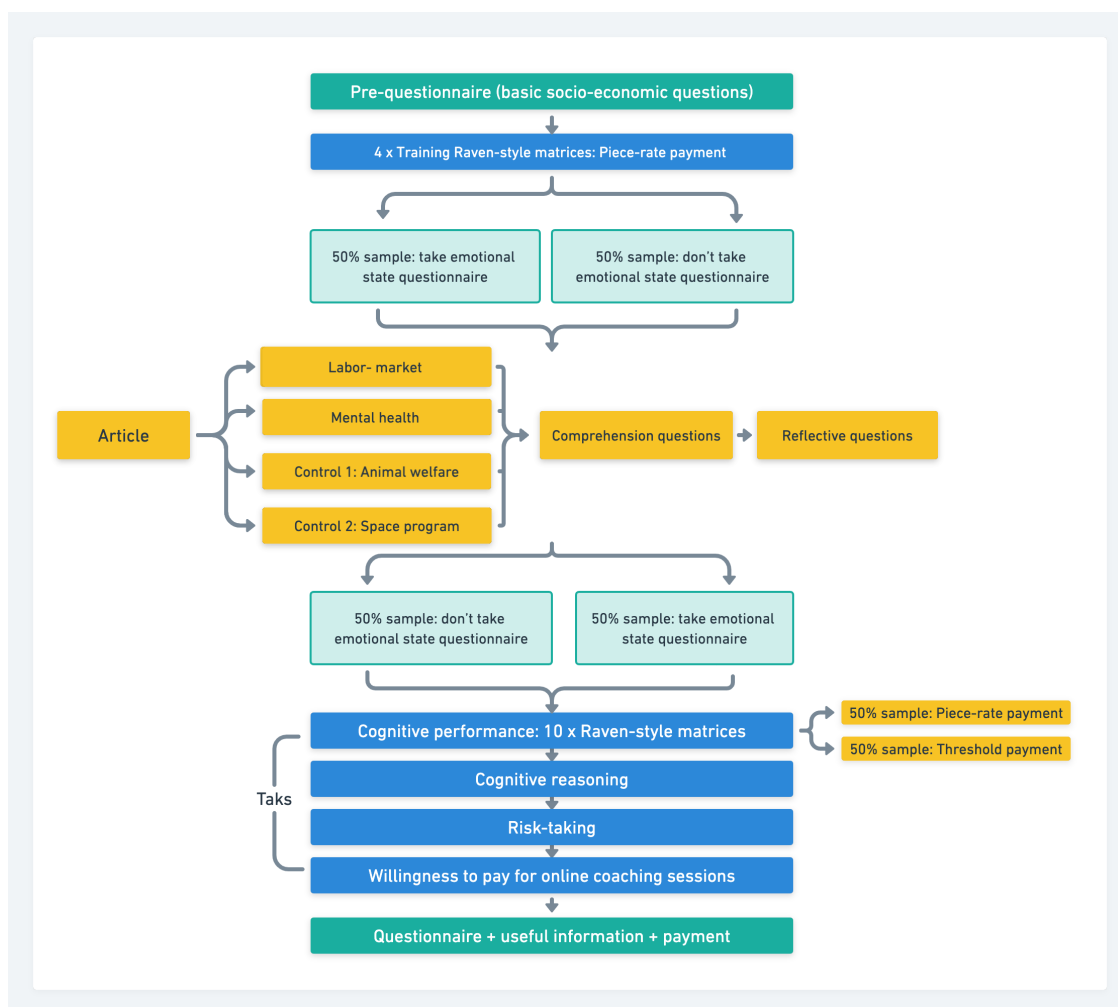 Pre-questionnaire (basic socio-economic questions)
4 x Training Raven-style matrices: Piece-rate payment
50% sample: take emotional
state questionnaire
50% sample: don't take
emotional state questionnaire
Article
Labor- market
Mental health
Control 1: Animal welfare
Control 2: Space program
Comprehension questions
Reflective questions
50% sample: don't take
emotional state questionnaire
50% sample: take emotional
state questionnaire
Cognitive performance: 10 x Raven-style matrices
50% sample: Piece-rate payment
50% sample: Threshold payment
Taks
Cognitive reasoning
Risk-taking
Willingness to pay for online coaching sessions
Questionnaire + useful information + payment